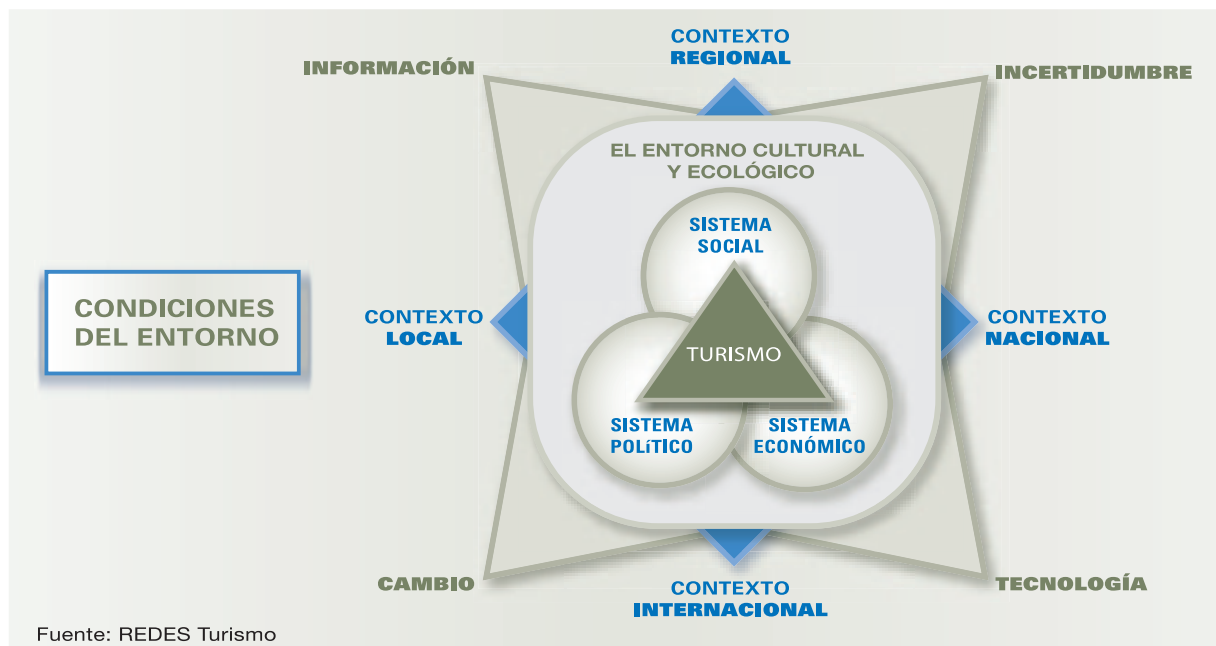 CONTEXTO
REGIONAL
INFORMACIÓN
INCERTIDUMBRE
EL ENTORNO CULTURAL
Y ECOLÓGICO
SISTEMA
SOCIAL
CONDICIONES
DEL ENTORNO
CONTEXTO
LOCAL
CONTEXTO
NACIONAL
TURISMO
SISTEMA
POLíTICO
SISTEMA
ECONÓMICO
CAMBIO
TECNOLOGÍA
CONTEXTO
INTERNACIONAL
Fuente: REDES Turismo